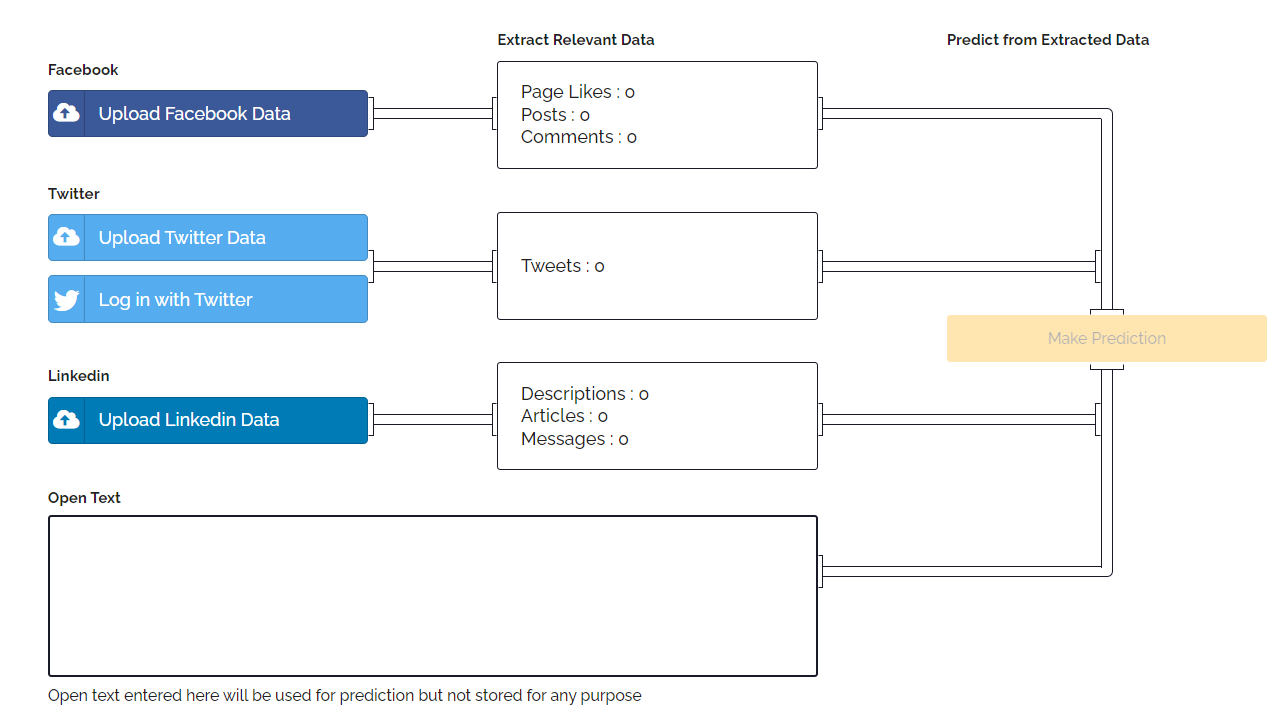 Extract Relevant Data
Predict from Extracted Data
Facebook
Upload Facebook Data
Page Likes : 0
Posts : 0
Comments : 0
Twitter
Upload Twitter Data
Log in with Twitter
Tweets : 0
Make Prediction
Linkedin
Upload Linkedin Data
Descriptions : 0
Articles : 0
Messages : 0
Open Text
Open text entered here will be used for prediction but not stored for any purpose